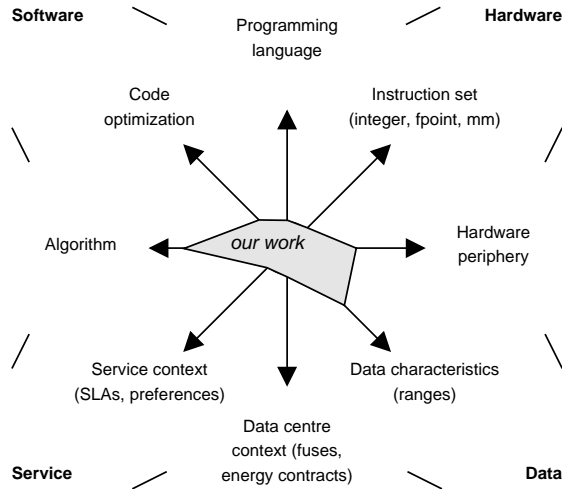 Software
Hardware
Programming
language
Code
optimization
Instruction set
(integer, fpoint, mm)
Algorithm
our work
Hardware
periphery
Service context
(SLAs, preferences)
Data characteristics
(ranges)
Data centre
context (fuses,
energy contracts)
Service
Data